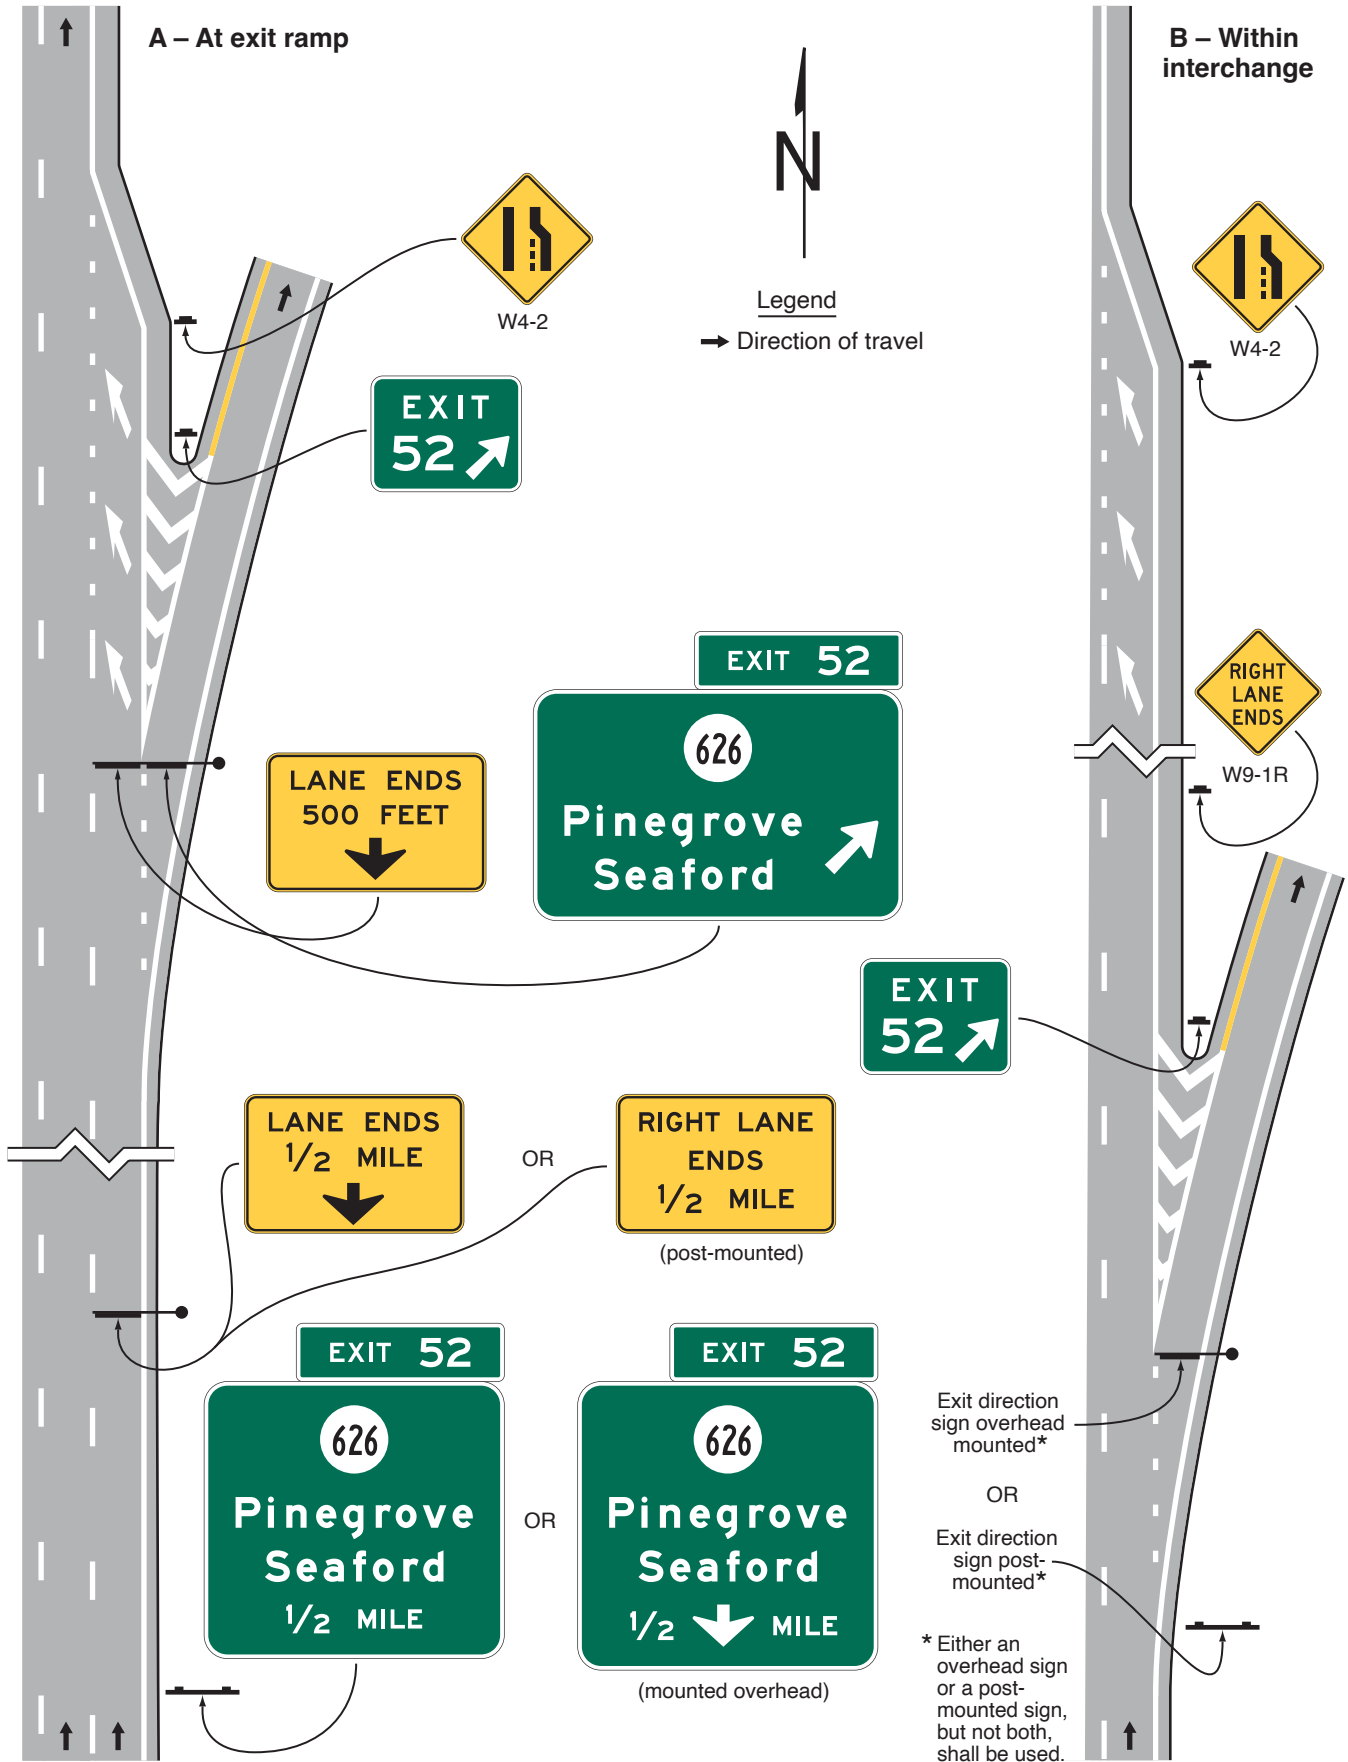 A – At exit ramp
B – Within
interchange
N
Legend
Direction of travel
W4-2
EXIT
52
EXIT 52
626
Pinegrove
Seaford
LANE ENDS
500 FEET
LANE ENDS
1/2 MILE
OR
RIGHT LANE
ENDS
1/2 MILE
(post-mounted)
EXIT 52
626
Pinegrove
Seaford
1/2 MILE
OR
EXIT 52
626
Pinegrove
Seaford
1/2 MILE
(mounted overhead)
W4-2
RIGHT
LANE
ENDS
W9-1R
EXIT
52
Exit direction
sign overhead
mounted*
OR
Exit direction
sign post-
mounted*
* Either an
overhead sign
or a post-
mounted sign,
but not both,
shall be used.